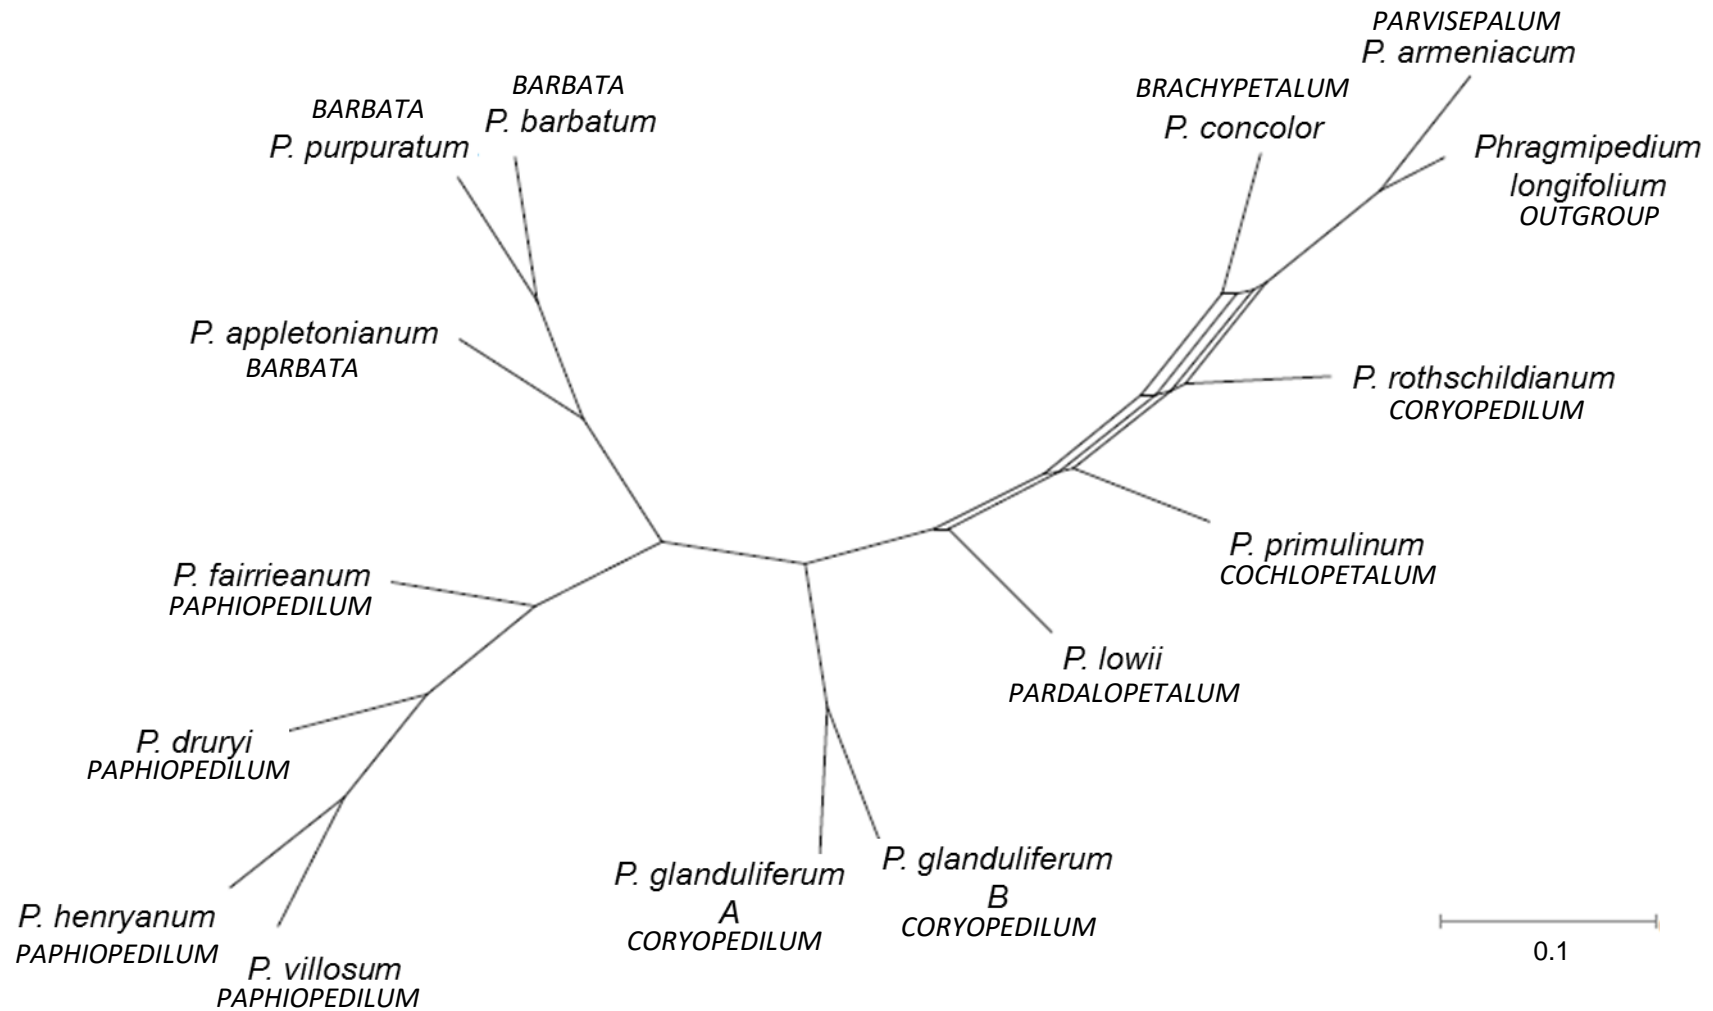 PARVISEPALUM
P. armeniacum
BRACHYPETALUM
P. concolor
Phragmipedium
longifolium
OUTGROUP
BARBATA
P. barbatum
BARBATA
P. purpuratum
P. appletonianum
BARBATA
P. rothschildianum
CORYOPEDILUM
P. primulinum
COCHLOPETALUM
P. fairrieanum
PAPHIOPEDILUM
P. lowii
PARDALOPETALUM
P. druryi
PAPHIOPEDILUM
P. glanduliferum
A
CORYOPEDILUM
P. glanduliferum
B
CORYOPEDILUM
P. henryanum
PAPHIOPEDILUM
P. villosum
PAPHIOPEDILUM
0.1